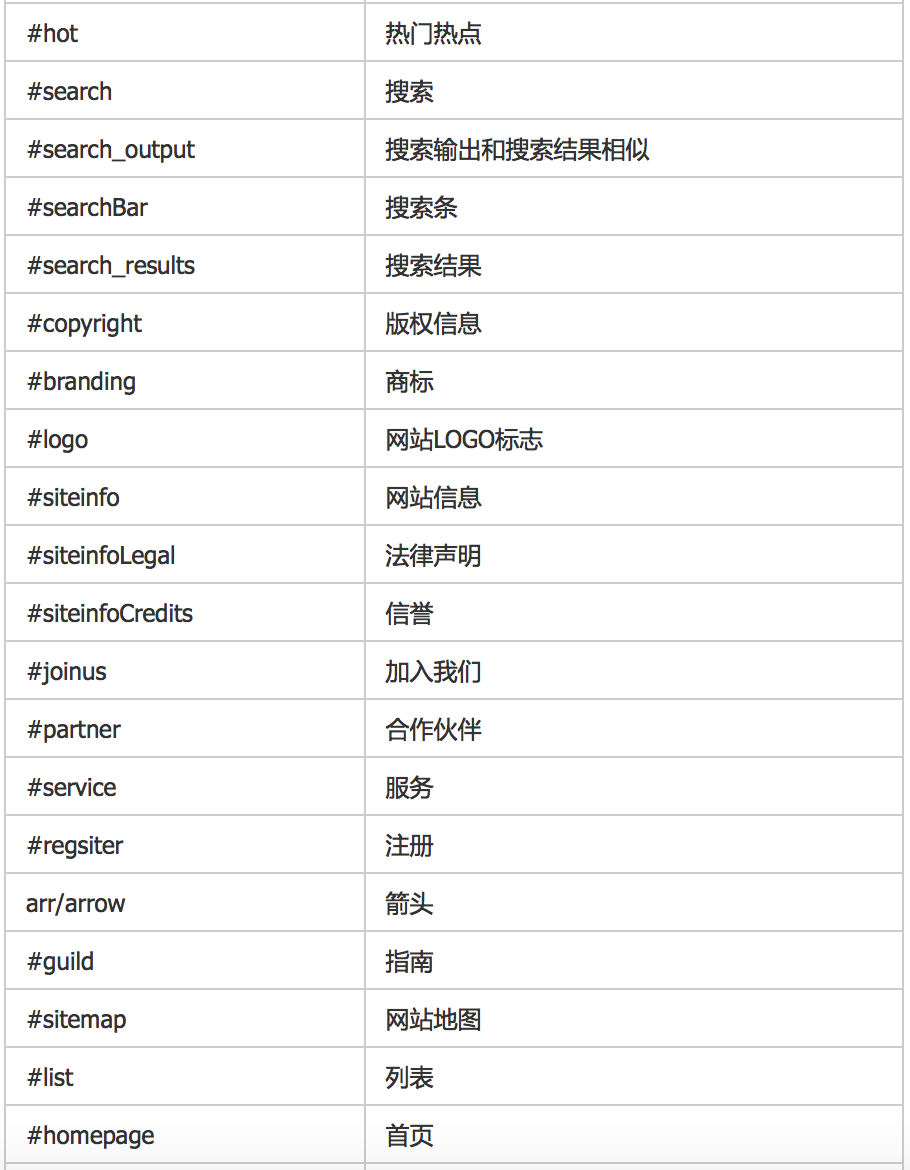 #hot 热门热点
#search 搜索
#search_output 搜索输出和搜索结果相似
#searchBar 搜索条
#search_results 搜索结果
#copyright 版权信息
#branding 商标
#logo 网站LOGO标志
#siteinfo 网站信息
#siteinfoLegal 法律声明
#siteinfoCredits 信誉
#joinus 加入我们
#partner 合作伙伴
#service 服务
#regsiter 注册
arr/arrow 箭头
#guild 指南
#sitemap 网站地图
#list 列表
#homepage 首页